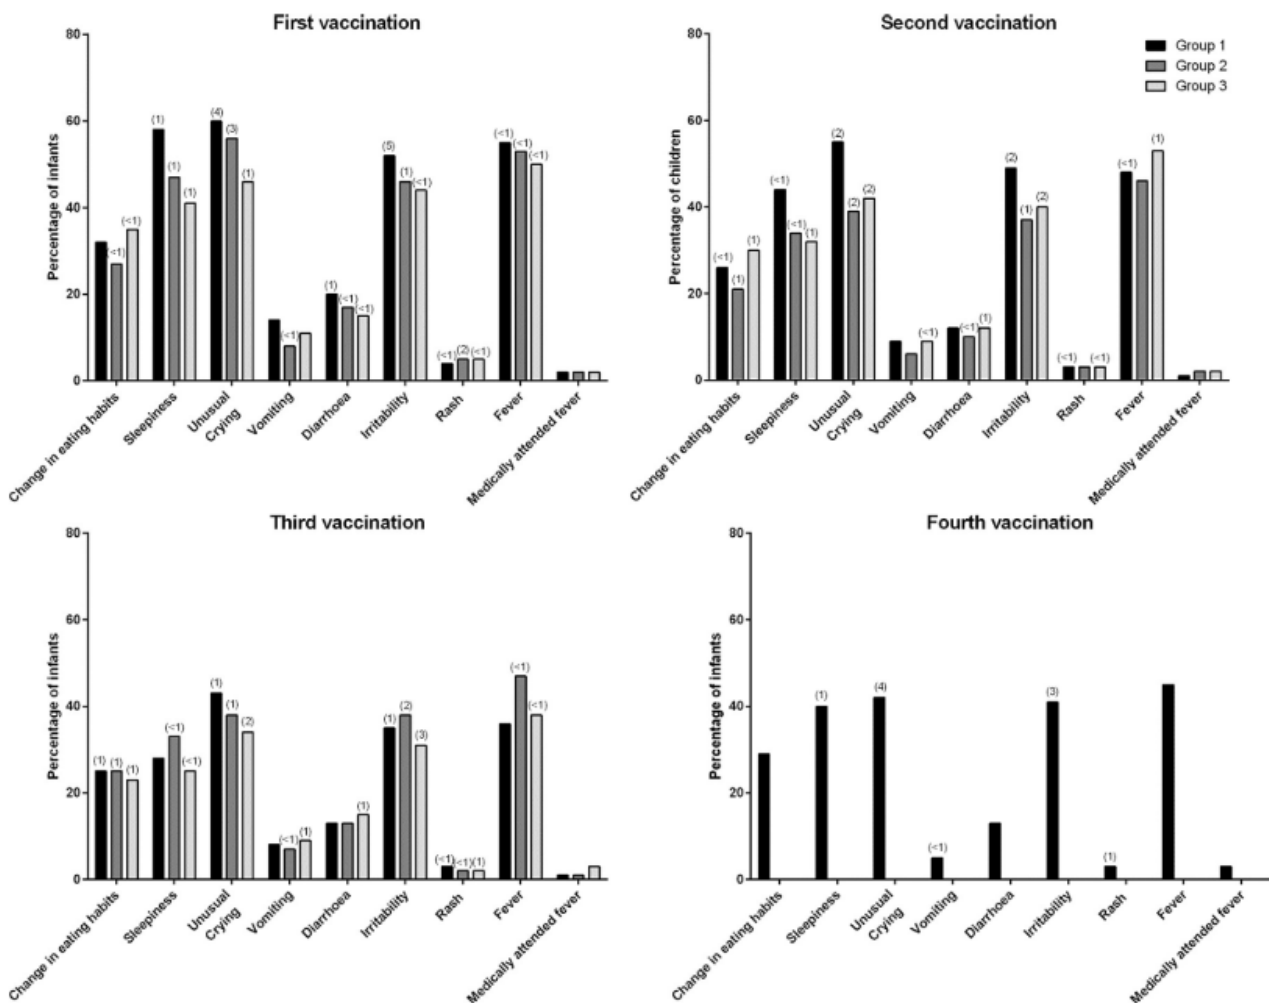 First vaccination
Percentage of infants
80
60
40
20
0
(<1)
(<1)
(1)
(1)
(1)
(4)
(3)
(1)
(<1)
(1)
(<1)
(<1)
(5)
(1)
(<1)
(<1)
(2)
(<1)
(<1)
(<1)
(<1)
Change in eating habits
Sleepiness
Unusual
Crying
Vomiting
Diarrhoea
Irritability
Rash
Fever
Medically attended fever
Second vaccination
Group 1
Group 2
Group 3
Percentage of children
80
60
40
20
0
(<1)
(1)
(1)
(<1)
(<1)
(1)
(2)
(2)
(2)
(<1)
(<1)
(1)
(2)
(1)
(2)
(<1)
(<1)
(<1)
(1)
Change in eating habits
Sleepiness
Unusual
Crying
Vomiting
Diarrhoea
Irritability
Rash
Fever
Medically attended fever
Third vaccination
Percentage of infants
80
60
40
20
0
(1)
(1)
(1)
(<1)
(<1)
(1)
(1)
(2)
(<1)
(1)
(1)
(1)
(2)
(3)
(<1)
(<1)
(1)
(<1)
(<1)
Change in eating habits
Sleepiness
Unusual
Crying
Vomiting
Diarrhoea
Irritability
Rash
Fever
Medically attended fever
Fourth vaccination
Percentage of infants
80
60
40
20
0
(1)
(4)
(<1)
(3)
(1)
Change in eating habits
Sleepiness
Unusual
Crying
Vomiting
Diarrhoea
Irritability
Rash
Fever
Medically attended fever